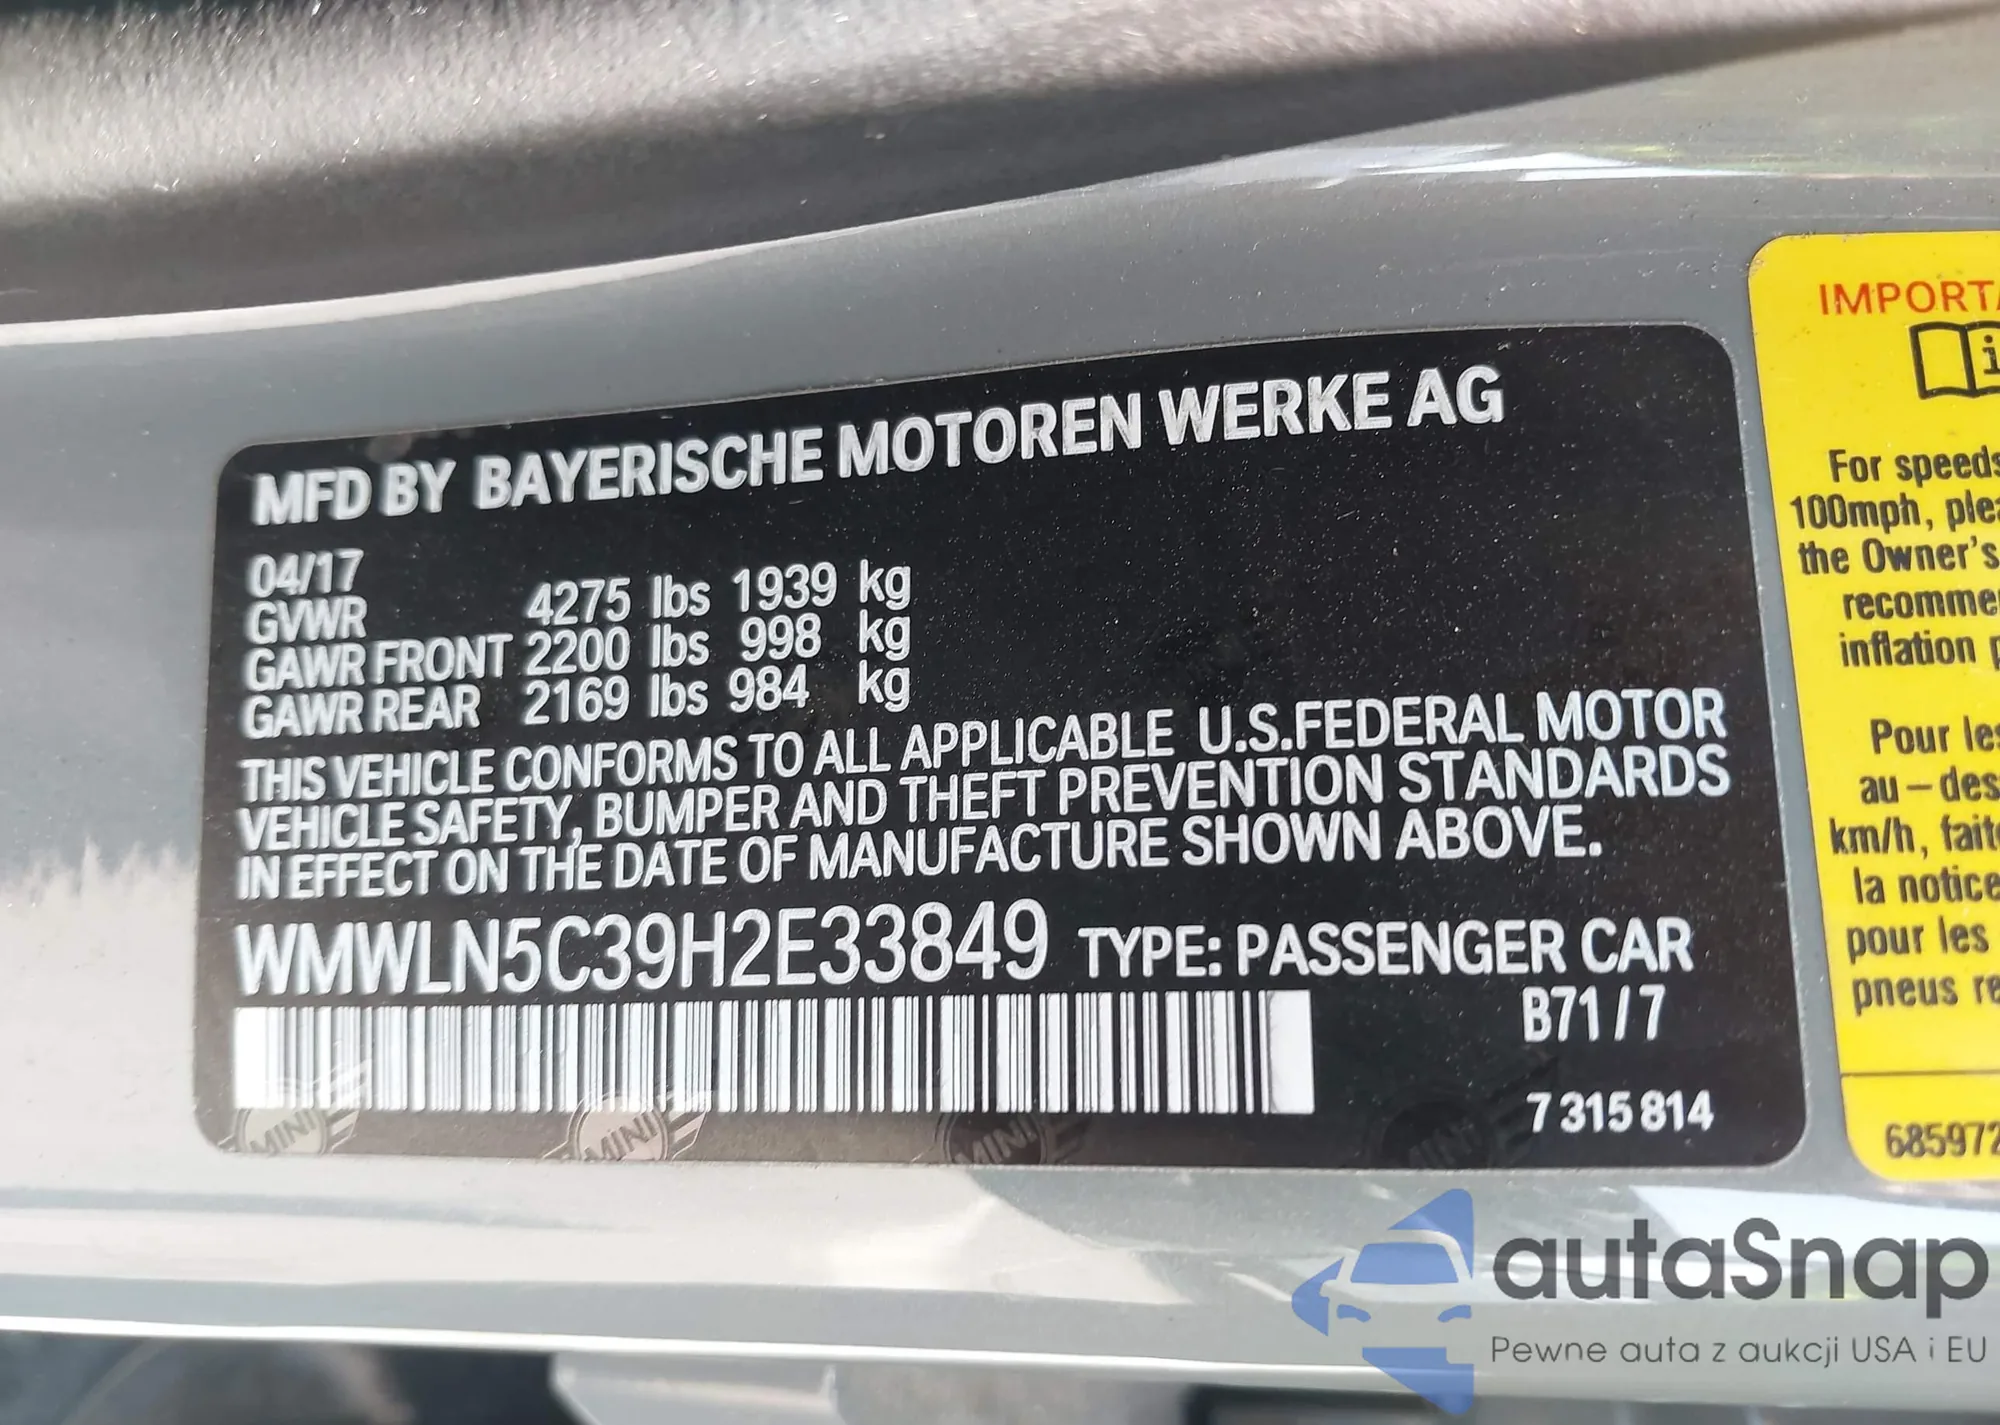 MFD BY BAYERISCHE MOTOREN WERKE AG
04/17
GVWR 4275 lbs 1939 kg
GAWR FRONT 2200 lbs 998 kg
GAWR REAR 2169 lbs 984 kg
THIS VEHICLE CONFORMS TO ALL APPLICABLE U.S.FEDERAL MOTOR
VEHICLE SAFETY, BUMPER AND THEFT PREVENTION STANDARDS
IN EFFECT ON THE DATE OF MANUFACTURE SHOWN ABOVE.
WMWLN5C39H2E33849 TYPE: PASSENGER CAR
B71/7
7 315 814
MINI MINI MINI
IMPORTA
i
For speeds
100mph, plea
the Owner's
recomme
inflation p
Pour les
au-des
km/h, faite
la notice
pour les
pneus re
685972
autaSnap
Pewne auta z aukcji USA i EU